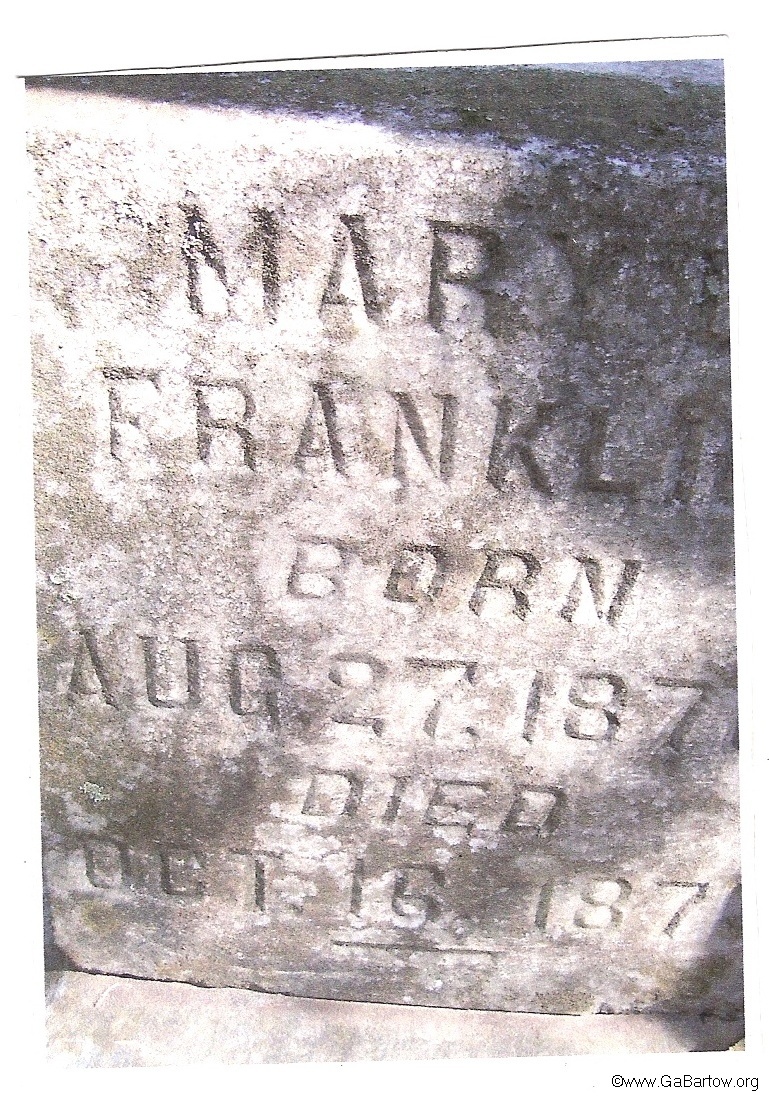 MARY
FRANKLI
BORN
AUG 27, 187
DIED
OCT. 16, 187
©www.GaBartow.org